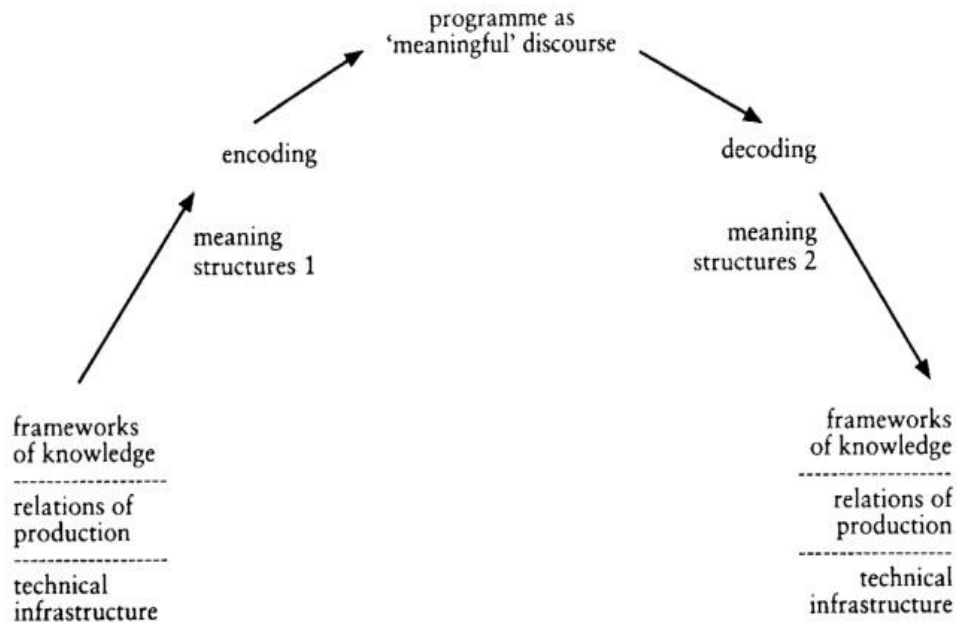 programme as
‘meaningful’ discourse
encoding
decoding
meaning
structures 1
meaning
structures 2
frameworks
of knowledge
relations of
production
technical
infrastructure
frameworks
of knowledge
relations of
production
technical
infrastructure